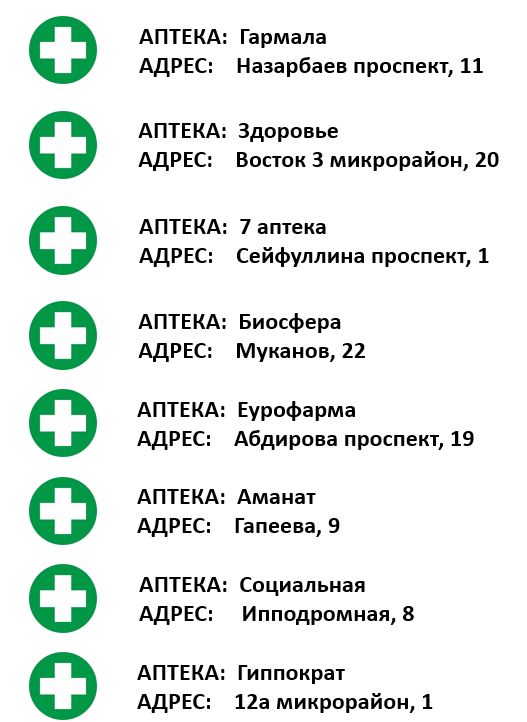 АПТЕКА: Гармала
АДРЕС: Назарбаев проспект, 11
АПТЕКА: Здоровье
АДРЕС: Восток 3 микрорайон, 20
АПТЕКА: 7 аптека
АДРЕС: Сейфуллина проспект, 1
АПТЕКА: Биосфера
АДРЕС: Муканов, 22
АПТЕКА: Еурофарма
АДРЕС: Абдирова проспект, 19
АПТЕКА: Аманат
АДРЕС: Гапеева, 9
АПТЕКА: Социальная
АДРЕС: Ипподромная, 8
АПТЕКА: Гиппократ
АДРЕС: 12а микрорайон, 1